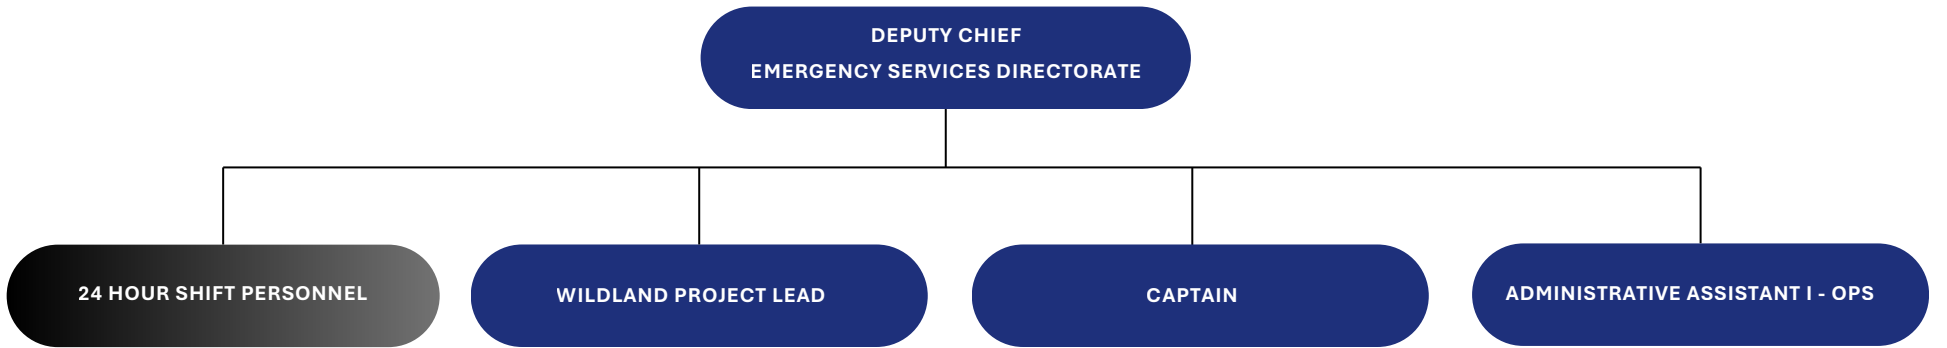 DEPUTY CHIEF
EMERGENCY SERVICES DIRECTORATE
24 HOUR SHIFT PERSONNEL
WILDLAND PROJECT LEAD
CAPTAIN
ADMINISTRATIVE ASSISTANT I - OPS